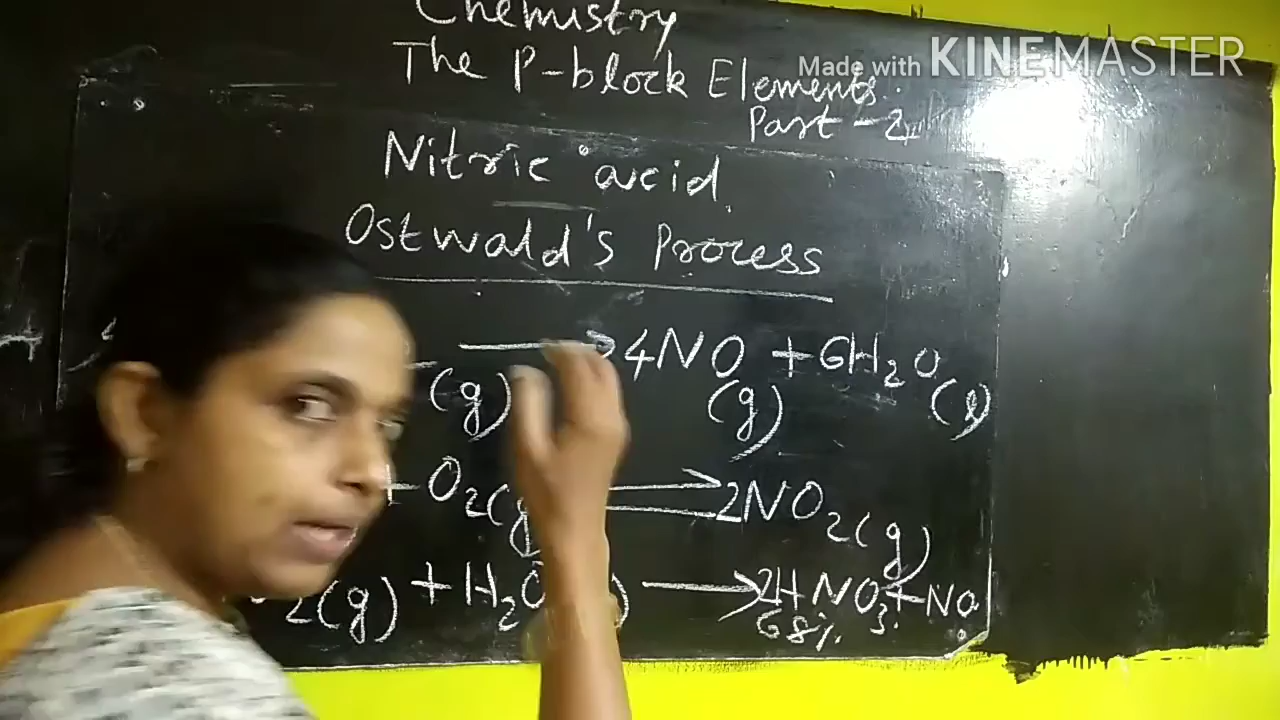 Chemistry
The P-block Elements.
Made with KINEMASTER
Part - 2
Nitric acid
Ostwald's Process
(g) → 4NO (g) + 6H₂O (l)
+ O₂(g) ⇌ 2NO₂(g)
2(g) + H₂O ) → 2HNO₃ + NO
68%